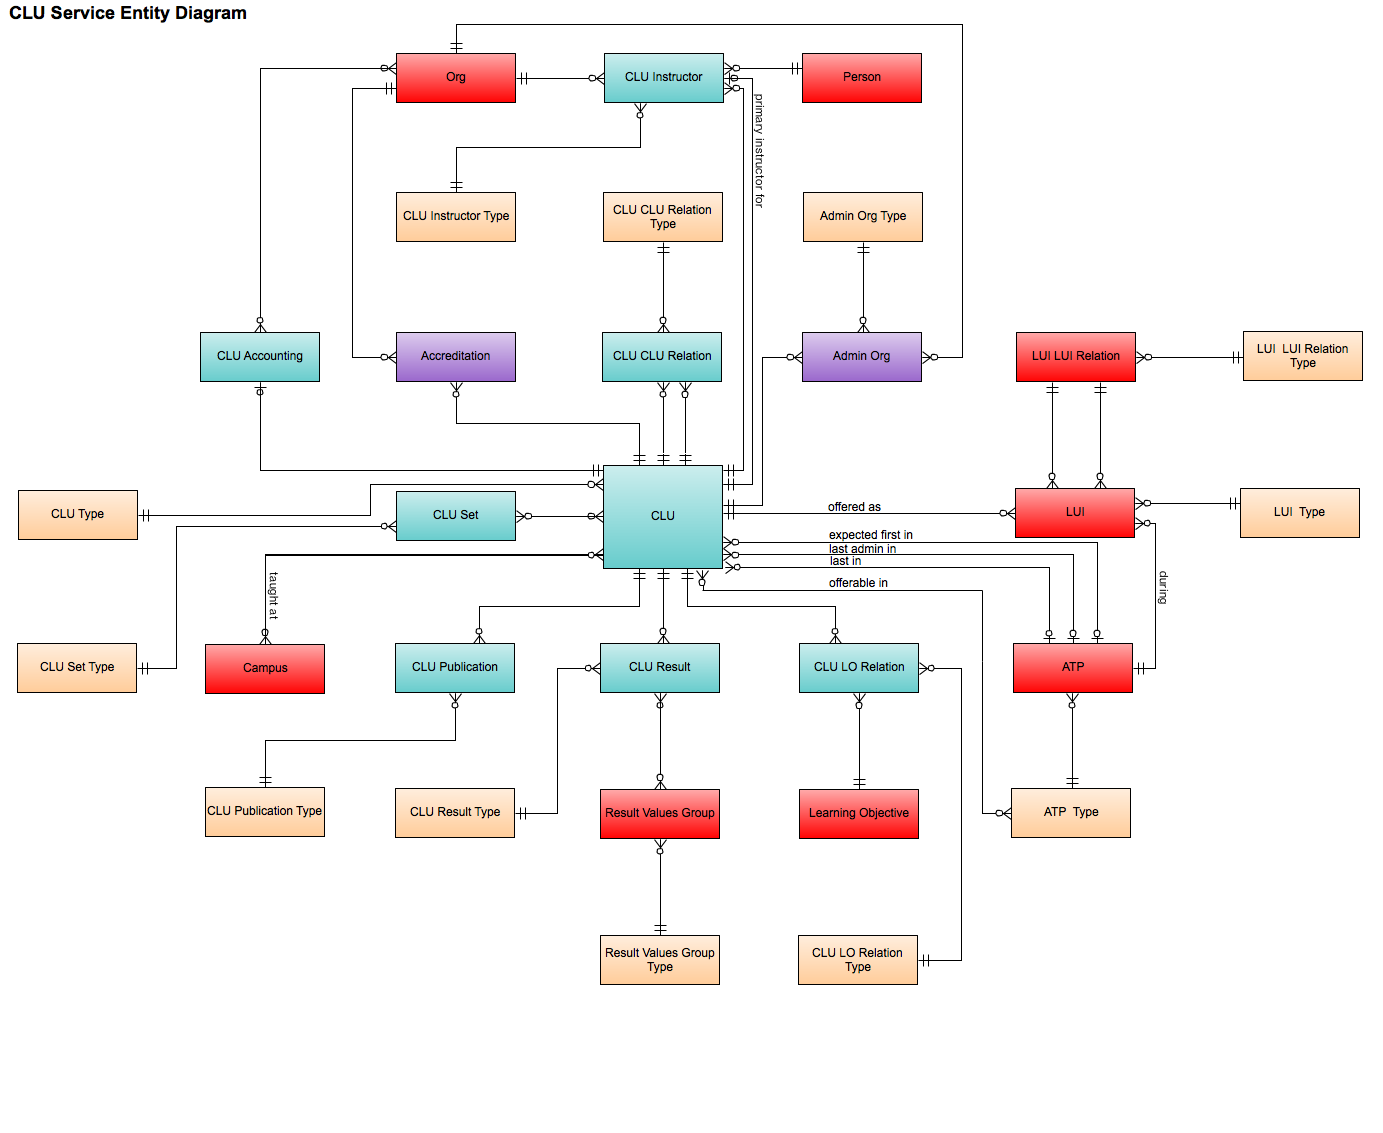 CLU Service Entity Diagram
Org
CLU Instructor
Person
primary instructor for
CLU Instructor Type
CLU CLU Relation
Type
Admin Org Type
CLU Accounting
Accreditation
CLU CLU Relation
Admin Org
LUI LUI Relation
LUI LUI Relation
Type
CLU Type
CLU Set
CLU
offered as
LUI
LUI Type
expected first in
last admin in
last in
offerable in
taught at
during
CLU Set Type
Campus
CLU Publication
CLU Result
CLU LO Relation
ATP
CLU Publication Type
CLU Result Type
Result Values Group
Learning Objective
ATP Type
Result Values Group
Type
CLU LO Relation
Type